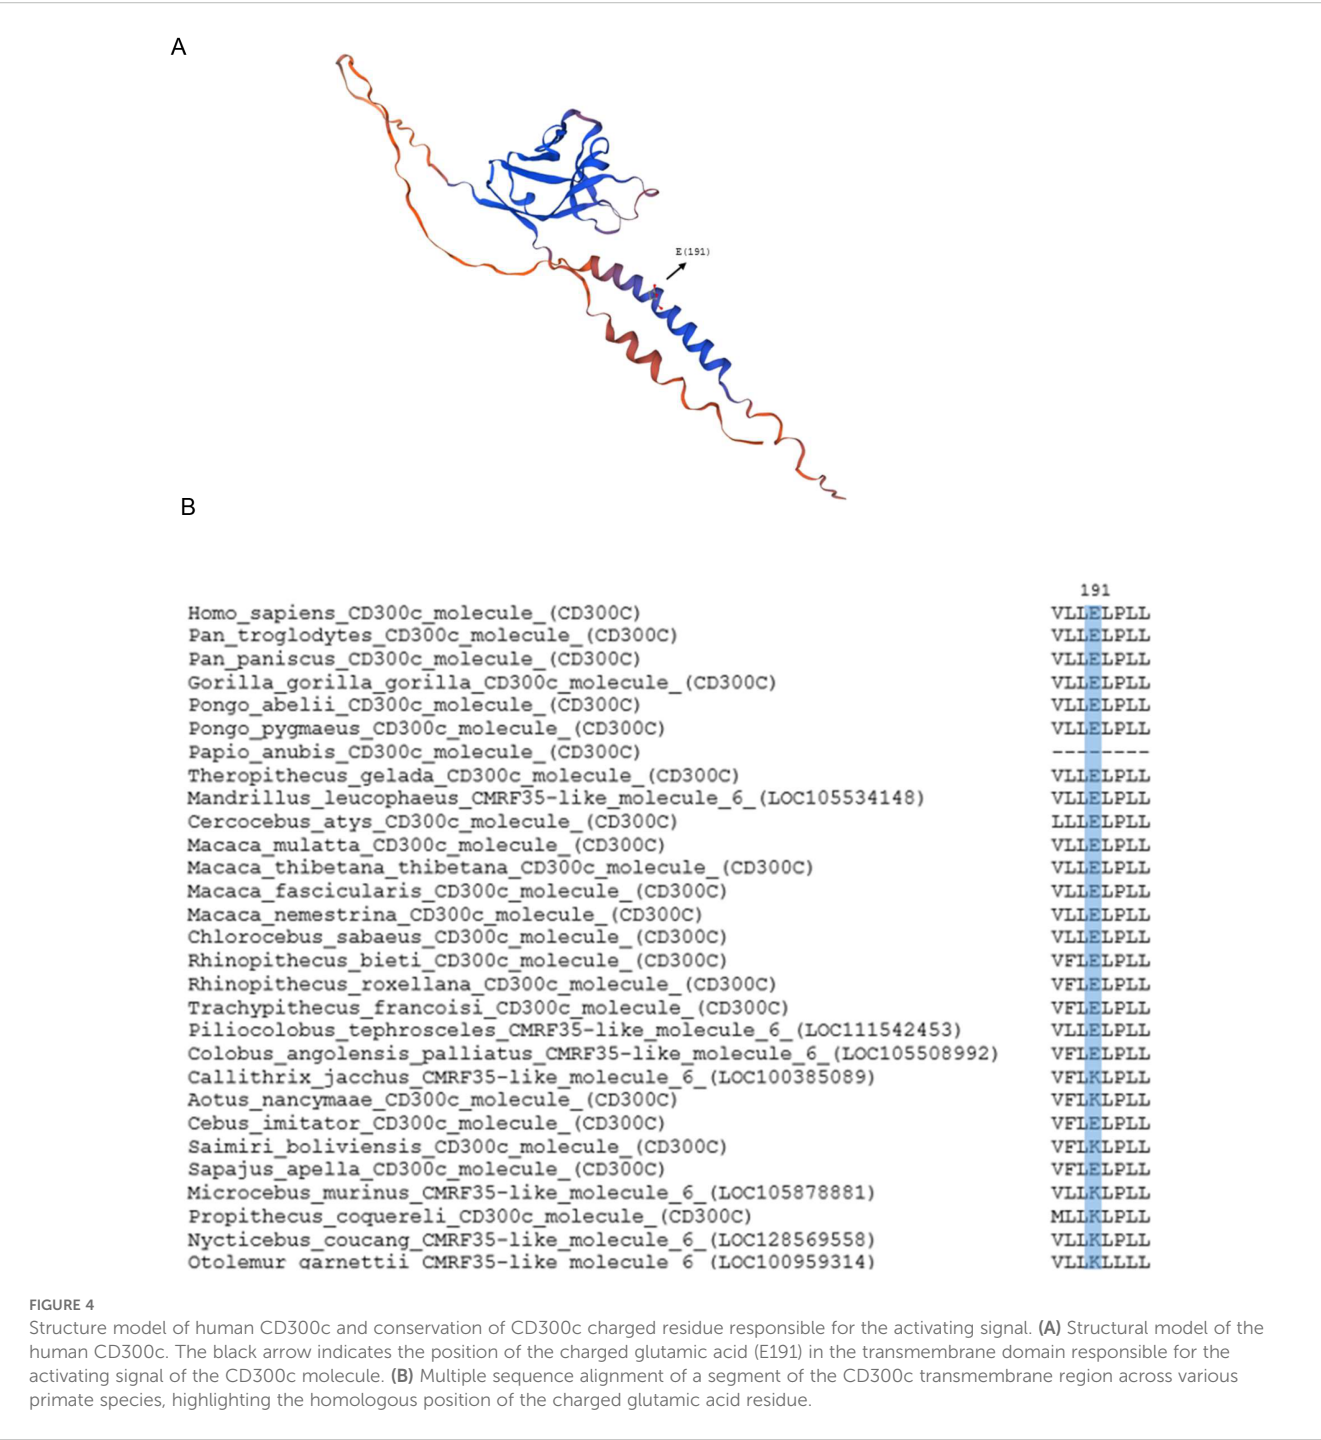 A
E(191)
B
191
Homo_sapiens_CD300c_molecule_(CD300C) VLLELPLL
Pan_troglodytes_CD300c_molecule_(CD300C) VLLELPLL
Pan_paniscus_CD300c_molecule_(CD300C) VLLELPLL
Gorilla_gorilla_gorilla_CD300c_molecule_(CD300C) VLLELPLL
Pongo_abelii_CD300c_molecule_(CD300C) VLLELPLL
Pongo_pygmaeus_CD300c_molecule_(CD300C) VLLELPLL
Papio_anubis_CD300c_molecule_(CD300C) --------
Theropithecus_gelada_CD300c_molecule_(CD300C) VLLELPLL
Mandrillus_leucophaeus_CMRF35-like_molecule_6_(LOC105534148) VLLELPLL
Cercocebus_atys_CD300c_molecule_(CD300C) LLLELPLL
Macaca_mulatta_CD300c_molecule_(CD300C) VLLELPLL
Macaca_thibetana_thibetana_CD300c_molecule_(CD300C) VLLELPLL
Macaca_fascicularis_CD300c_molecule_(CD300C) VLLELPLL
Macaca_nemestrina_CD300c_molecule_(CD300C) VLLELPLL
Chlorocebus_sabaeus_CD300c_molecule_(CD300C) VLLELPLL
Rhinopithecus_bieti_CD300c_molecule_(CD300C) VFLELPLL
Rhinopithecus_roxellana_CD300c_molecule_(CD300C) VFLELPLL
Trachypithecus_francoisi_CD300c_molecule_(CD300C) VFLELPLL
Piliocolobus_tephrosceles_CMRF35-like_molecule_6_(LOC111542453) VLLELPLL
Colobus_angolensis_palliatus_CMRF35-like_molecule_6_(LOC105508992) VFLELPLL
Callithrix_jacchus_CMRF35-like_molecule_6_(LOC100385089) VFLKLPLL
Aotus_nancymaae_CD300c_molecule_(CD300C) VFLKLPLL
Cebus_imitator_CD300c_molecule_(CD300C) VFLELPLL
Saimiri_boliviensis_CD300c_molecule_(CD300C) VFLKLPLL
Sapajus_apella_CD300c_molecule_(CD300C) VFLELPLL
Microcebus_murinus_CMRF35-like_molecule_6_(LOC105878881) VLLKLPLL
Propithecus_coquereli_CD300c_molecule_(CD300C) MLLKLPLL
Nycticebus_coucang_CMRF35-like_molecule_6_(LOC128569558) VLLKLPLL
Otolemur_garnettii_CMRF35-like_molecule_6_(LOC100959314) VLLKLLLL
FIGURE 4
Structure model of human CD300c and conservation of CD300c charged residue responsible for the activating signal. (A) Structural model of the
human CD300c. The black arrow indicates the position of the charged glutamic acid (E191) in the transmembrane domain responsible for the
activating signal of the CD300c molecule. (B) Multiple sequence alignment of a segment of the CD300c transmembrane region across various
primate species, highlighting the homologous position of the charged glutamic acid residue.